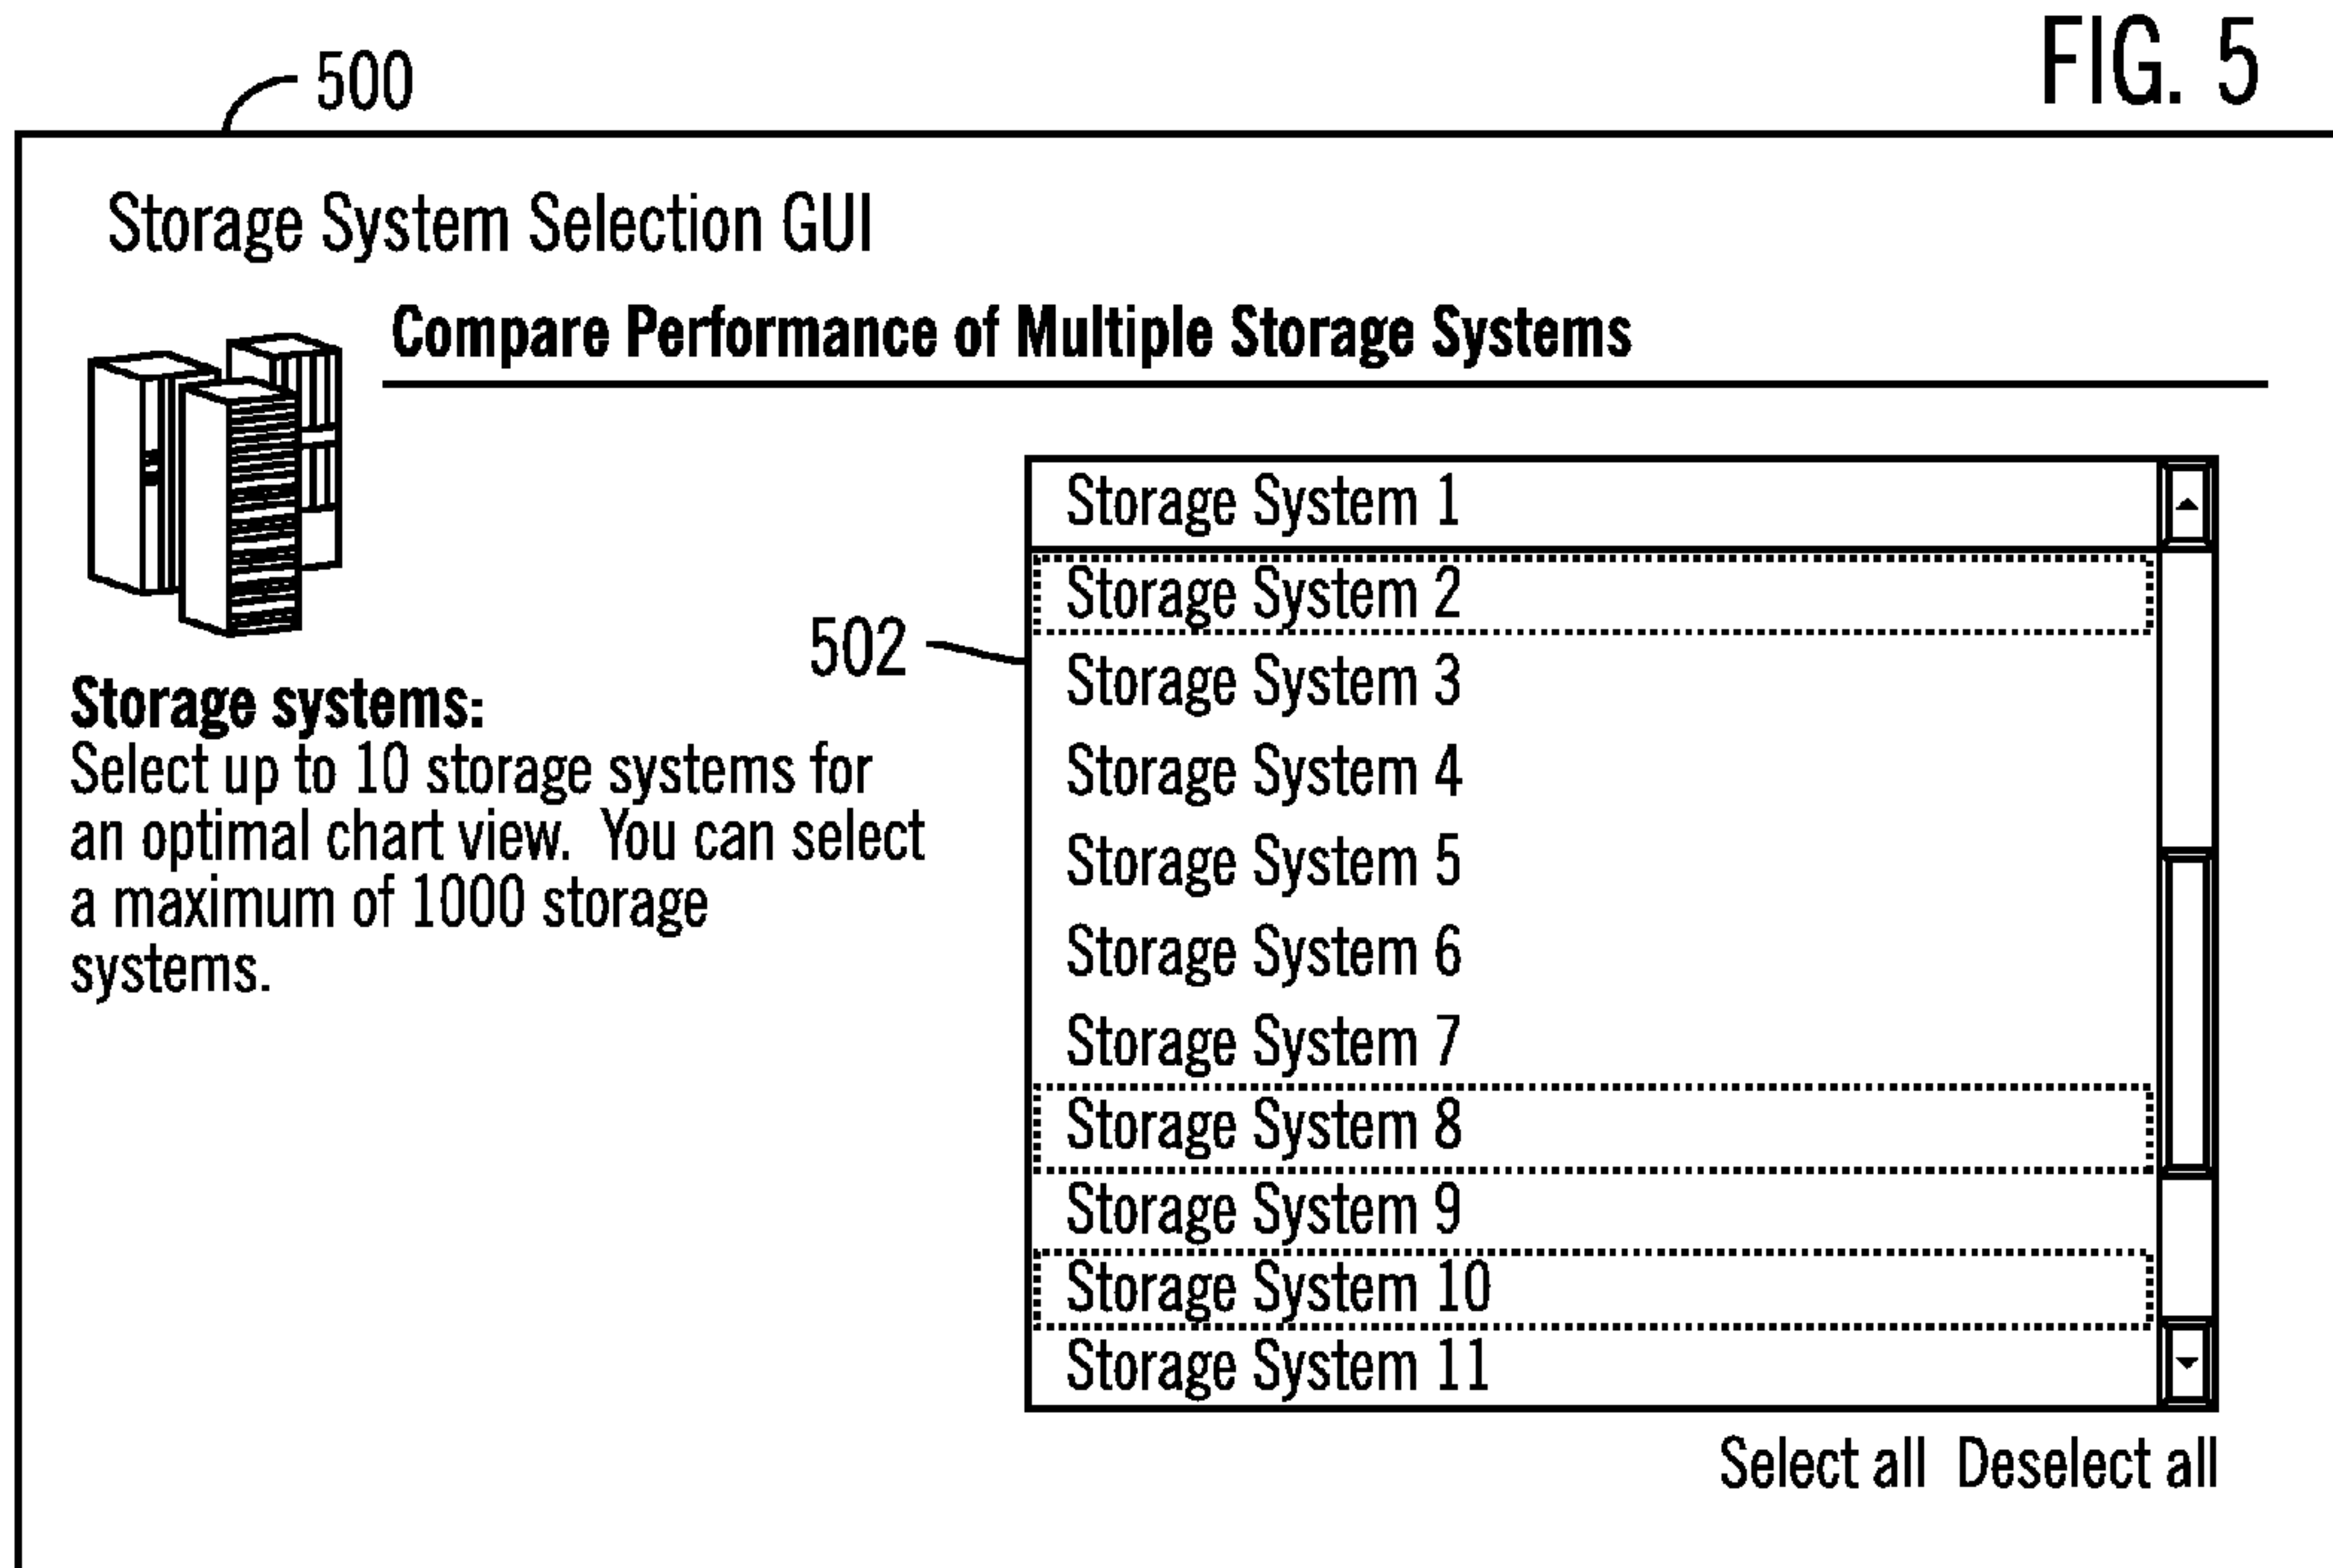 FIG. 5
500
Storage System Selection GUI
Compare Performance of Multiple Storage Systems
Storage systems:
Select up to 10 storage systems for
an optimal chart view. You can select
a maximum of 1000 storage
systems.
502
Storage System 1
Storage System 2
Storage System 3
Storage System 4
Storage System 5
Storage System 6
Storage System 7
Storage System 8
Storage System 9
Storage System 10
Storage System 11
Select all Deselect all